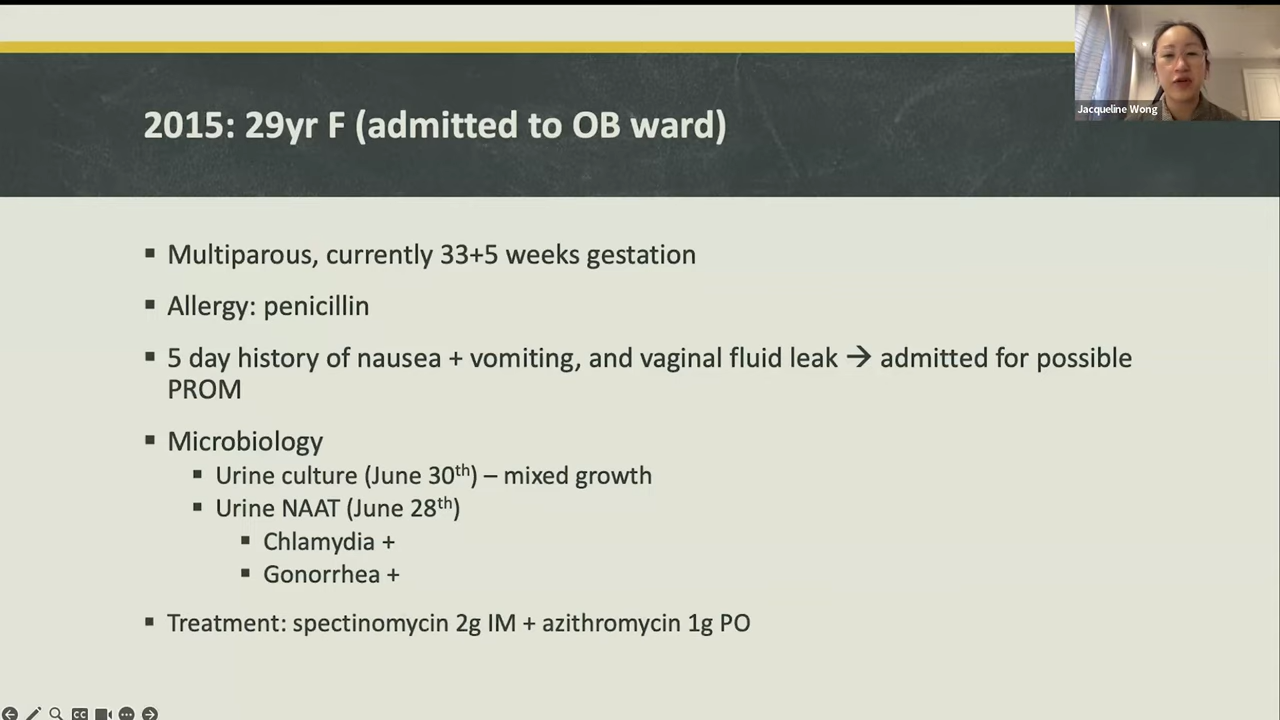 Jacqueline Wong
2015: 29yr F (admitted to OB ward)
▪ Multiparous, currently 33+5 weeks gestation
▪ Allergy: penicillin
▪ 5 day history of nausea + vomiting, and vaginal fluid leak → admitted for possible
PROM
▪ Microbiology
▪ Urine culture (June 30th) – mixed growth
▪ Urine NAAT (June 28th)
▪ Chlamydia +
▪ Gonorrhea +
▪ Treatment: spectinomycin 2g IM + azithromycin 1g PO
CC